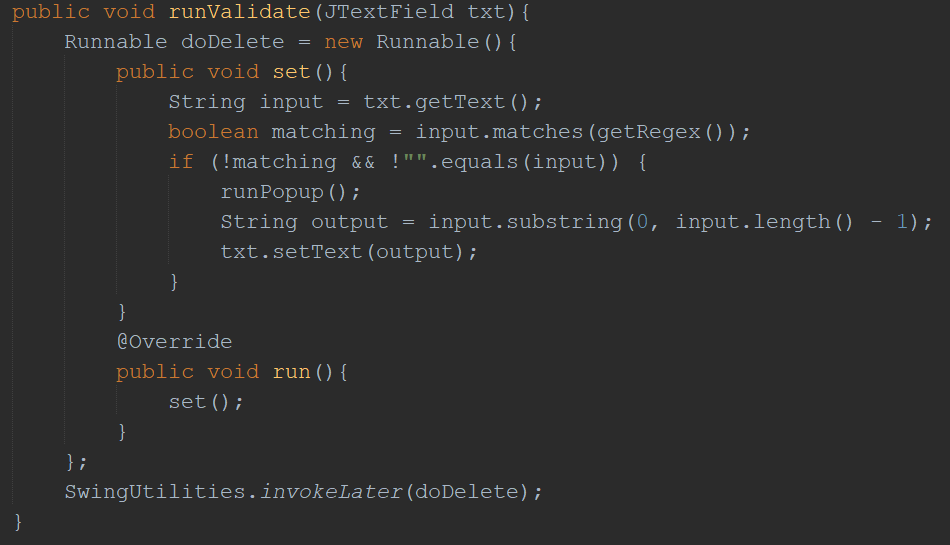 public void runValidate(JTextField txt){
    Runnable doDelete = new Runnable(){
        public void set(){
            String input = txt.getText();
            boolean matching = input.matches(getRegex());
            if (!matching && !"".equals(input)) {
                runPopup();
                String output = input.substring(0, input.length() - 1);
                txt.setText(output);
            }
        }
        @Override
        public void run(){
            set();
        }
    };
    SwingUtilities.invokeLater(doDelete);
}